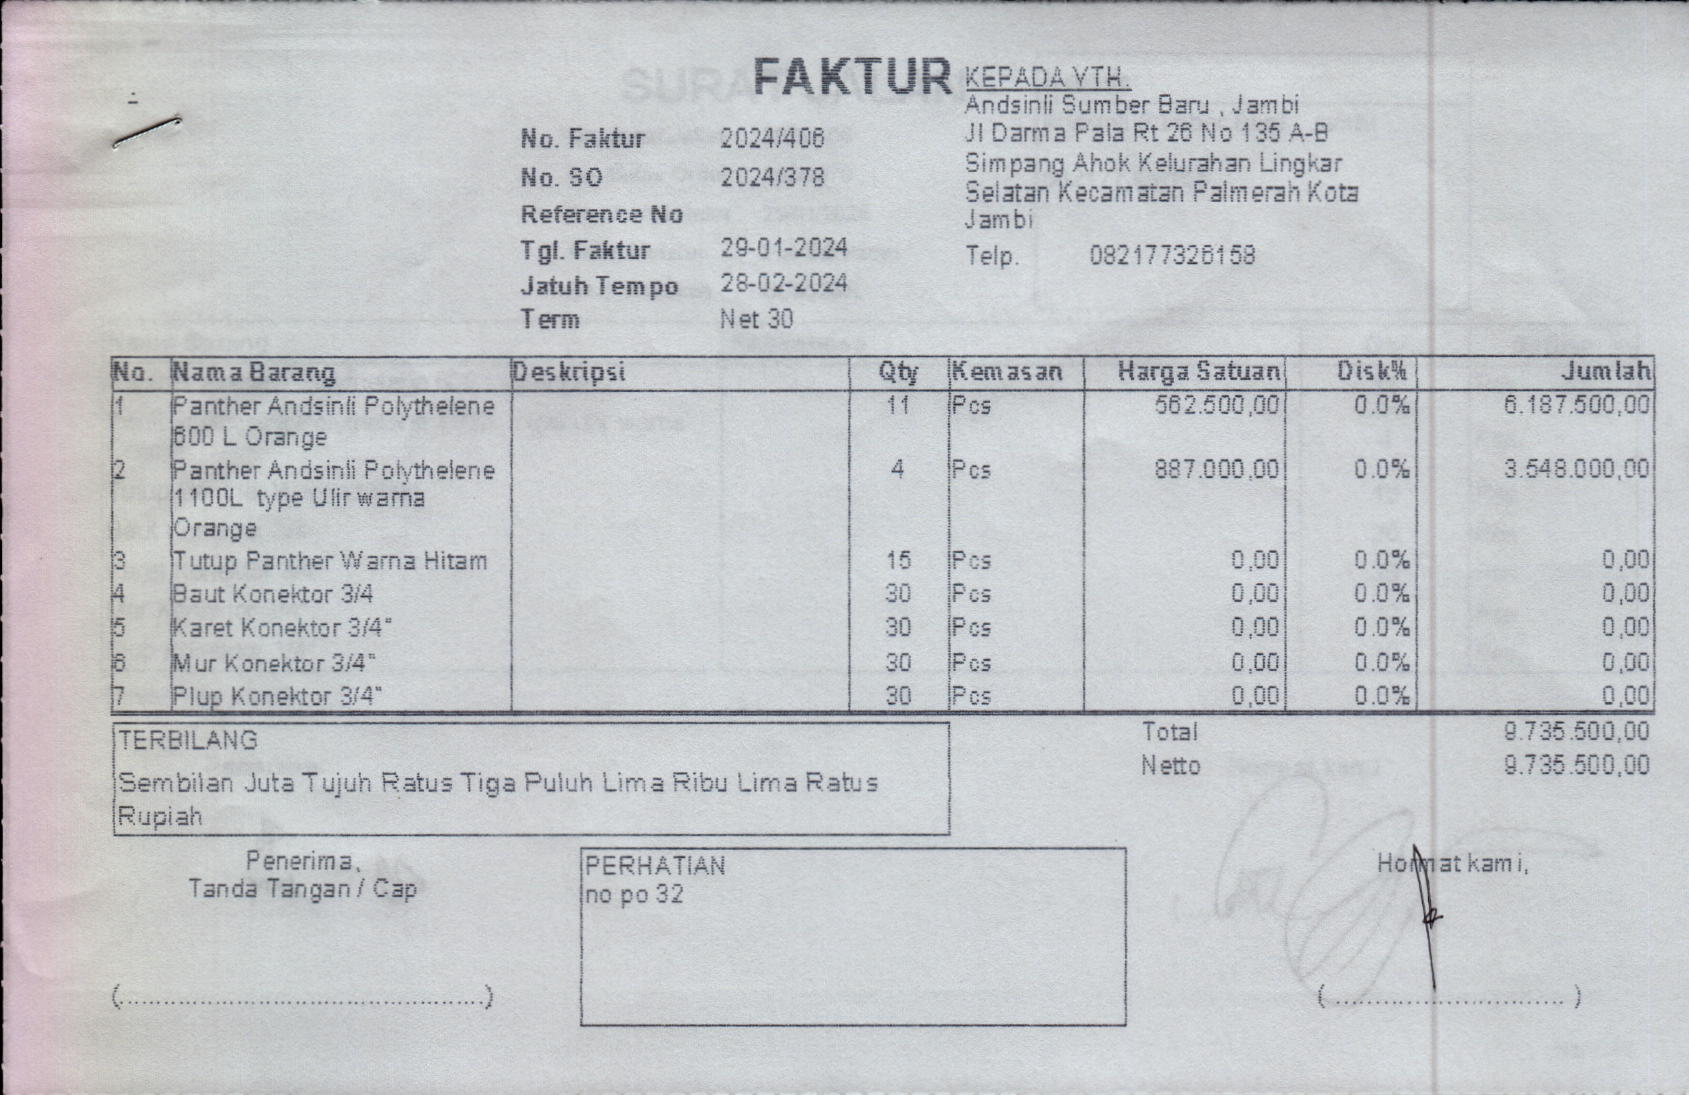 FAKTUR
No. Faktur 2024/406
No. SO 2024/378
Reference No
Tgl. Faktur 29-01-2024
Jatuh Tempo 28-02-2024
Term Net 30
KEPADA YTH.
Andsinli Sumber Baru , Jambi
Jl Darma Pala Rt 26 No 135 A-B
Simpang Ahok Kelurahan Lingkar
Selatan Kecamatan Palmerah Kota
Jambi
Telp. 082177326158
No. Nama Barang Deskripsi Qty Kemasan Harga Satuan Disk% Jumlah
1 Panther Andsinli Polythelene 11 Pcs 562.500,00 0.0% 6.187.500,00
600 L Orange
2 Panther Andsinli Polythelene 4 Pcs 887.000,00 0.0% 3.548.000,00
1100L type Ulir warna
Orange
3 Tutup Panther Warna Hitam 15 Pcs 0,00 0.0% 0,00
4 Baut Konektor 3/4 30 Pcs 0,00 0.0% 0,00
5 Karet Konektor 3/4" 30 Pcs 0,00 0.0% 0,00
6 Mur Konektor 3/4" 30 Pcs 0,00 0.0% 0,00
7 Plup Konektor 3/4" 30 Pcs 0,00 0.0% 0,00
Total 9.735.500,00
Netto 9.735.500,00
TERBILANG
Sembilan Juta Tujuh Ratus Tiga Puluh Lima Ribu Lima Ratus
Rupiah
Penerima,
Tanda Tangan / Cap
(................................................)
PERHATIAN
no po 32
Hormat kami,
(..............................)